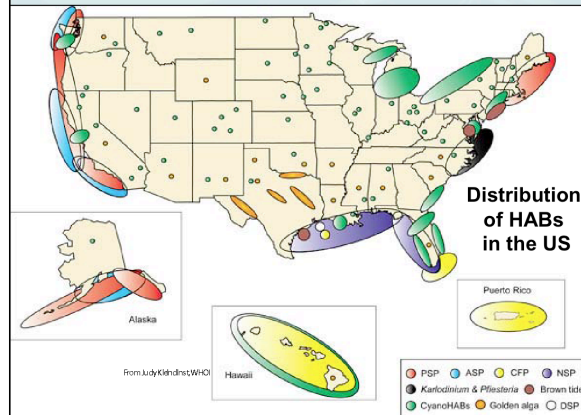 Distribution
of HABs
in the US
Puerto Rico
Alaska
From Judy Kleindinst, WHOI
Hawaii
PSP ASP CFP NSP
Karlodinium & Pfiesteria Brown tide
CyanoHABs Golden alga DSP